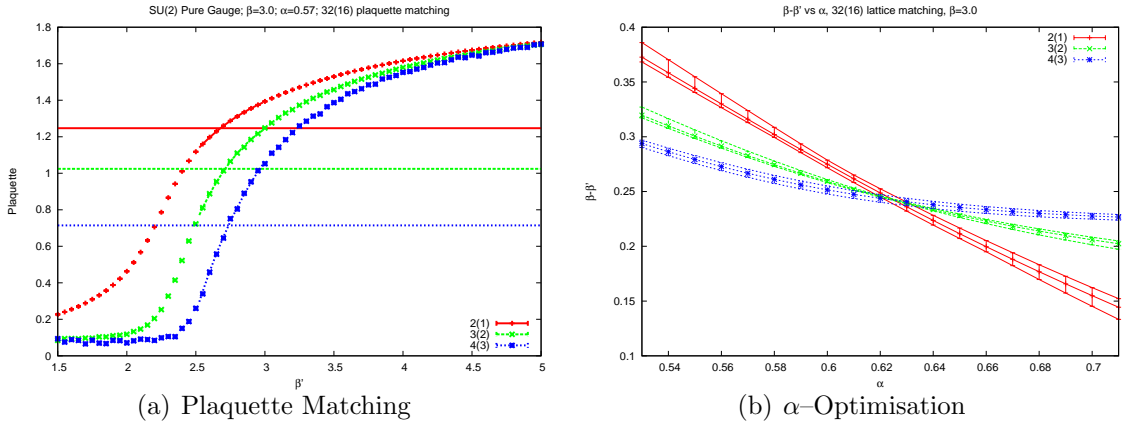 SU(2) Pure Gauge; β=3.0; α=0.57; 32(16) plaquette matching
1.8
1.6
1.4
1.2
1
0.8
0.6
0.4
0.2
0
Plaquette
2(1)
3(2)
4(3)
1.5 2 2.5 3 3.5 4 4.5 5
β'
(a) Plaquette Matching
β-β' vs α, 32(16) lattice matching, β=3.0
2(1)
3(2)
4(3)
0.4
0.35
0.3
0.25
0.2
0.15
0.1
β-β'
0.54 0.56 0.58 0.6 0.62 0.64 0.66 0.68 0.7
α
(b) α–Optimisation